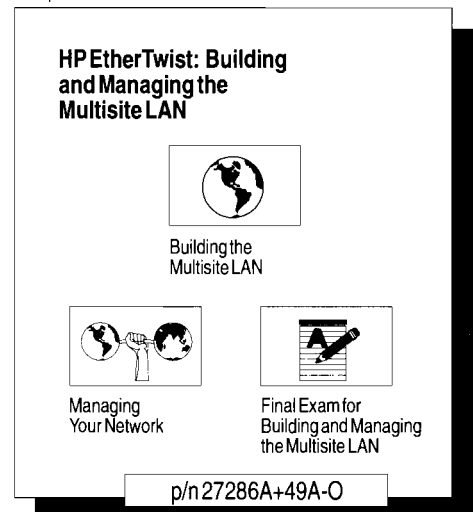 HP EtherTwist: Building
and Managing the
Multisite LAN
Building the
Multisite LAN
Managing
Your Network
A
Final Exam for
Building and Managing
the Multisite LAN
p/n 27286A+49A-O